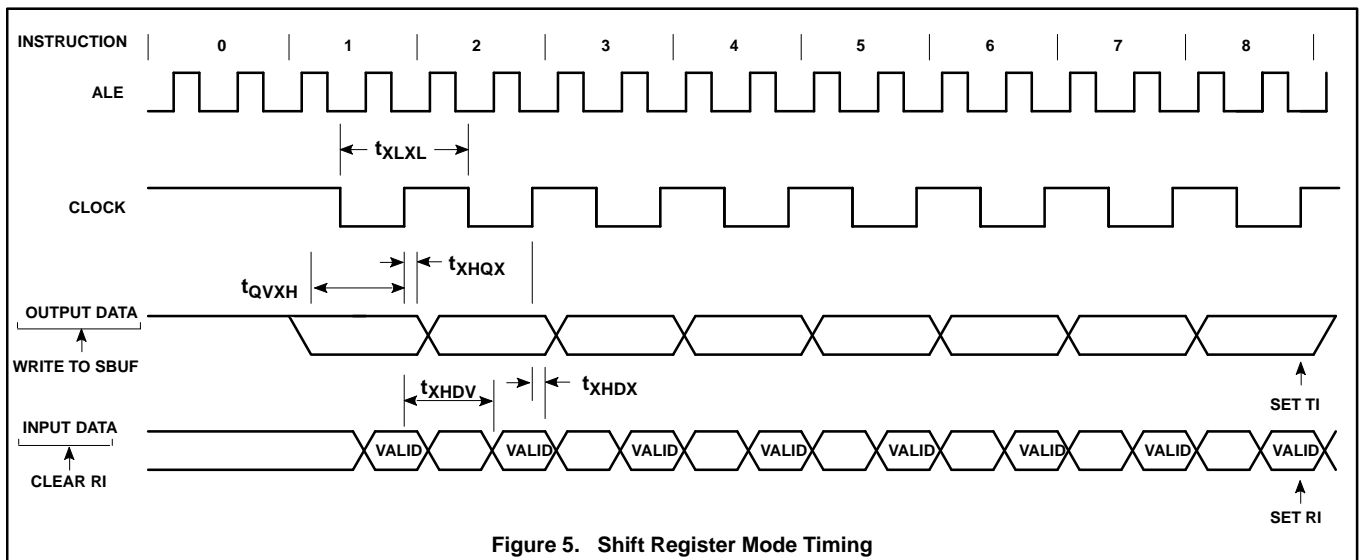 INSTRUCTION 0 1 2 3 4 5 6 7 8
ALE
tXLXL
CLOCK
tXHQX
tQVXH
OUTPUT DATA
WRITE TO SBUF
tXHDV tXHDX
SET TI
INPUT DATA
VALID VALID VALID VALID VALID VALID VALID VALID
CLEAR RI
SET RI
Figure 5. Shift Register Mode Timing